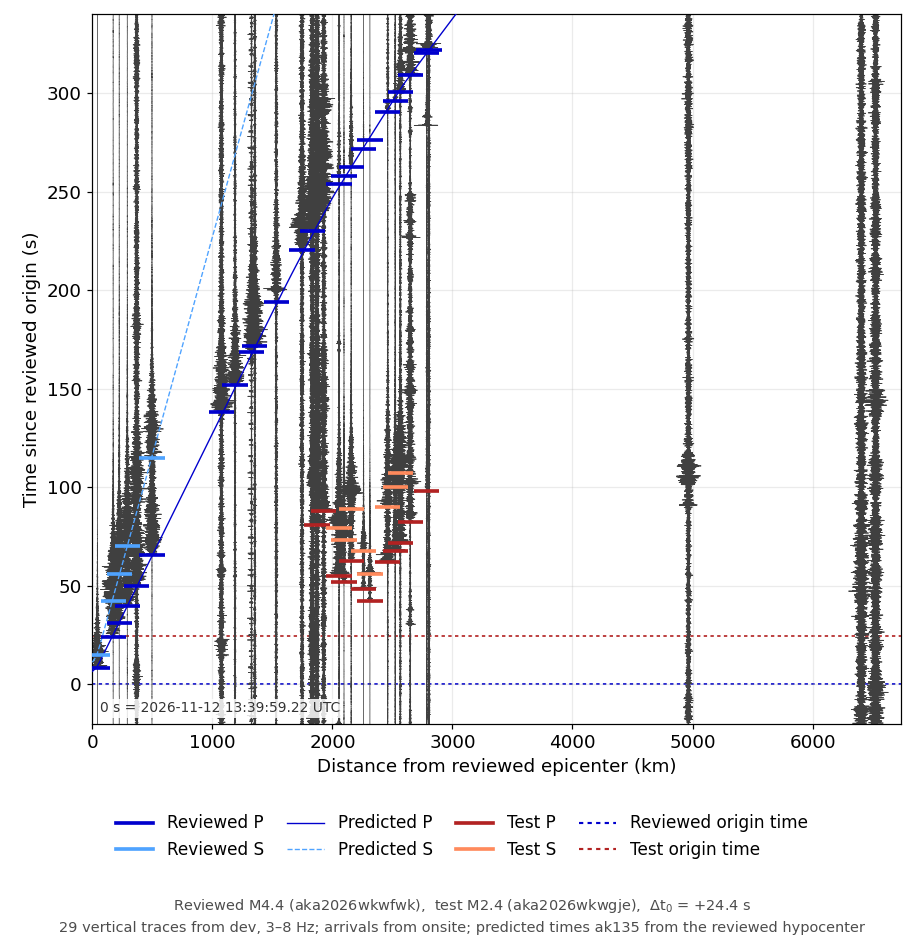 300
250
200
150
100
50
0
Time since reviewed origin (s)
0 s = 2026-11-12 13:39:59.22 UTC
0 1000 2000 3000 4000 5000 6000
Distance from reviewed epicenter (km)
Reviewed P Predicted P Test P Reviewed origin time
Reviewed S Predicted S Test S Test origin time
Reviewed M4.4 (aka2026wkwfwk), test M2.4 (aka2026wkwgje), Δt₀ = +24.4 s
29 vertical traces from dev, 3–8 Hz; arrivals from onsite; predicted times ak135 from the reviewed hypocenter